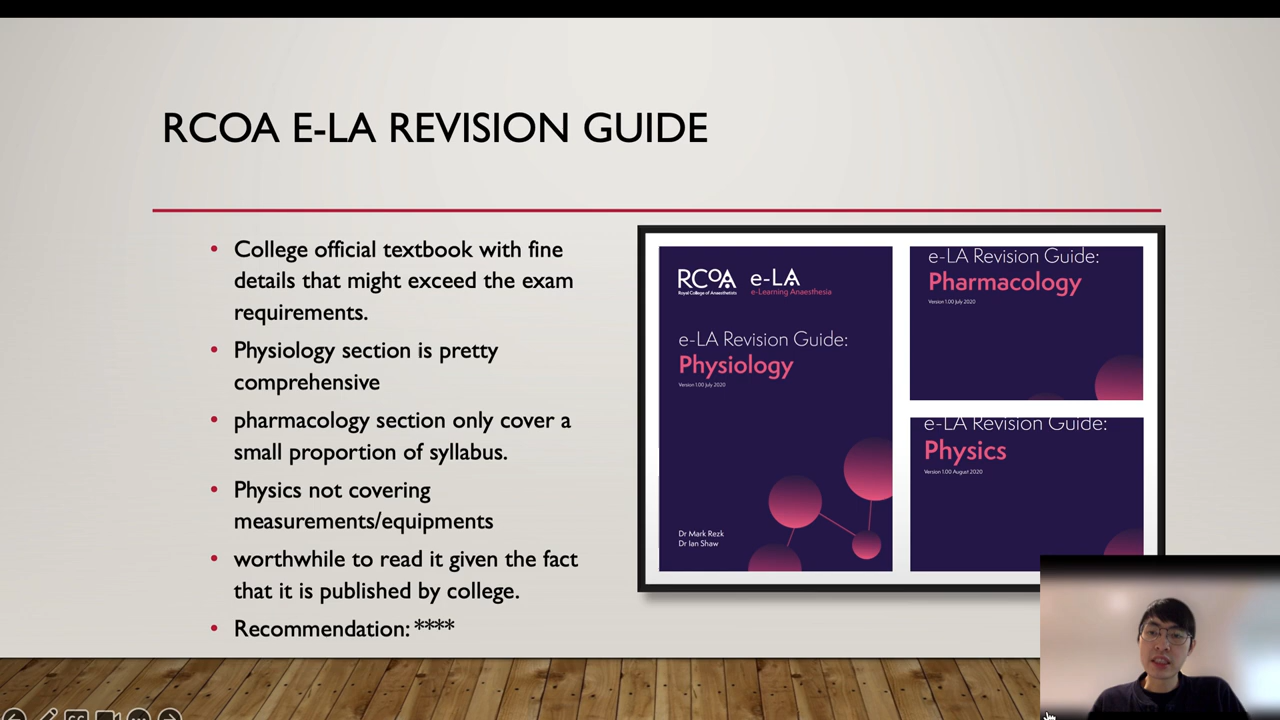 RCOA E-LA REVISION GUIDE
• College official textbook with fine
details that might exceed the exam
requirements.
• Physiology section is pretty
comprehensive
• pharmacology section only cover a
small proportion of syllabus.
• Physics not covering
measurements/equipments
• worthwhile to read it given the fact
that it is published by college.
• Recommendation: ****
RCOA e-LA
Royal College of Anaesthetists e-Learning Anaesthesia
e-LA Revision Guide:
Physiology
Version 1.00 July 2020
Dr Mark Rezk
Dr Ian Shaw
e-LA Revision Guide:
Pharmacology
Version 1.00 July 2020
e-LA Revision Guide:
Physics
Version 1.00 August 2020
CC